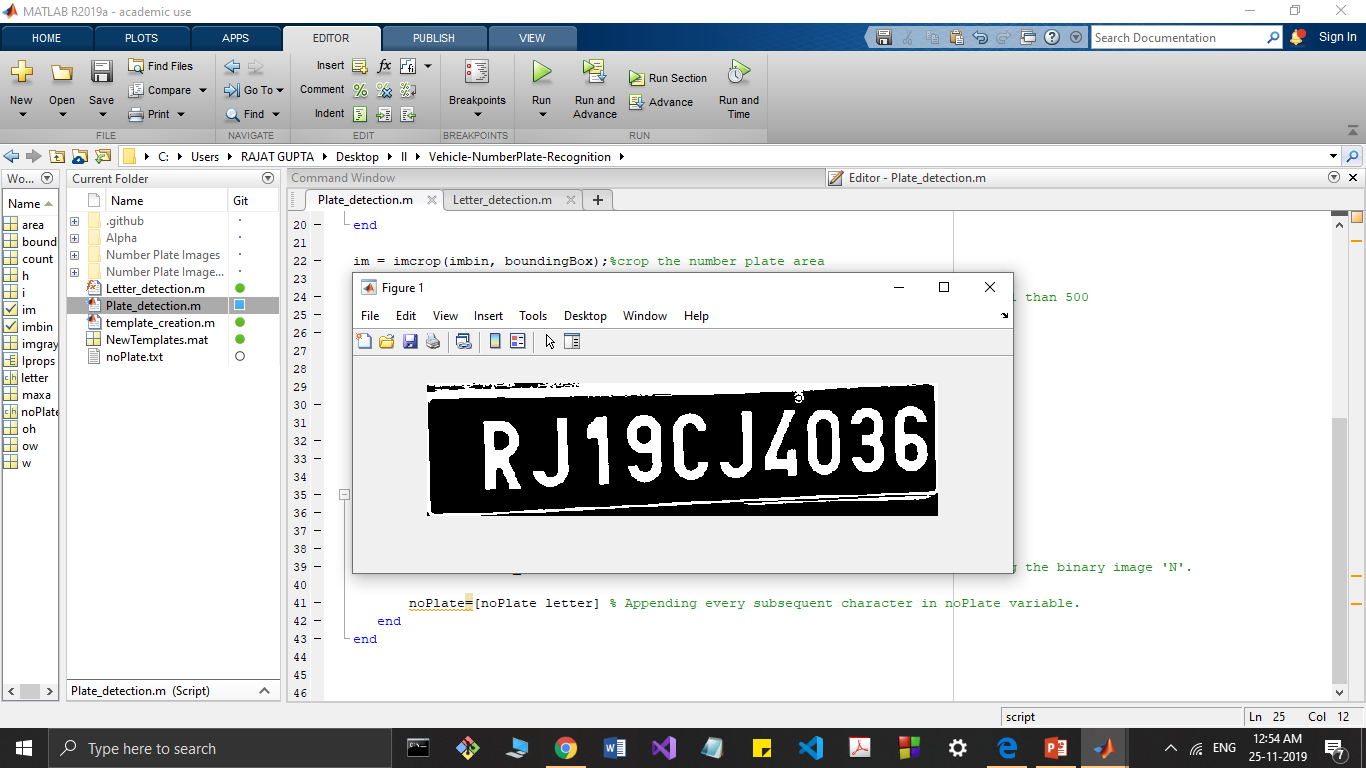 MATLAB R2019a - academic use
HOME PLOTS APPS EDITOR PUBLISH VIEW
Search Documentation Sign In
New Open Save Find Files Compare Print
Go To Find
Insert fx
Comment
Indent
Breakpoints
Run Run and Advance Run Section Advance Run and Time
FILE NAVIGATE EDIT BREAKPOINTS RUN
C: Users RAJAT GUPTA Desktop II Vehicle-NumberPlate-Recognition
Wo...
Name
area
bound
count
h
i
im
imbin
imgray
Iprops
letter
maxa
noPlate
oh
ow
w
Current Folder
Name Git
.github
Alpha
Number Plate Images
Number Plate Image...
Letter_detection.m
Plate_detection.m
template_creation.m
NewTemplates.mat
noPlate.txt
Plate_detection.m (Script)
Command Window
Editor - Plate_detection.m
Plate_detection.m Letter_detection.m
20 end
21
22 im = imcrop(imbin, boundingBox);%crop the number plate area
23
24 than 500
25
26
27
28
29
30
31
32
33
34
35
36
37
38
39 the binary image 'N'.
40
41 noPlate=[noPlate letter] % Appending every subsequent character in noPlate variable.
42 end
43 end
44
45
46
Figure 1
File Edit View Insert Tools Desktop Window Help
RJ19CJ4036
script Ln 25 Col 12
Type here to search
ENG 12:54 AM
25-11-2019
7